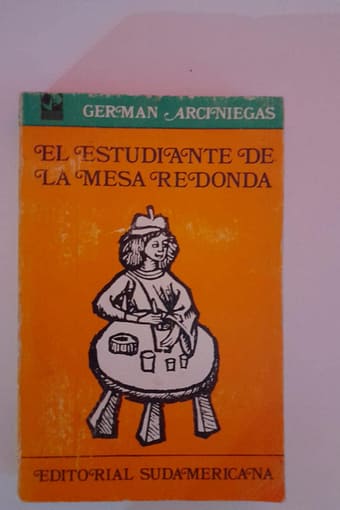 GERMAN ARCINIEGAS
EL ESTUDIANTE DE
LA MESA REDONDA
EDITORIAL SUDAMERICANA